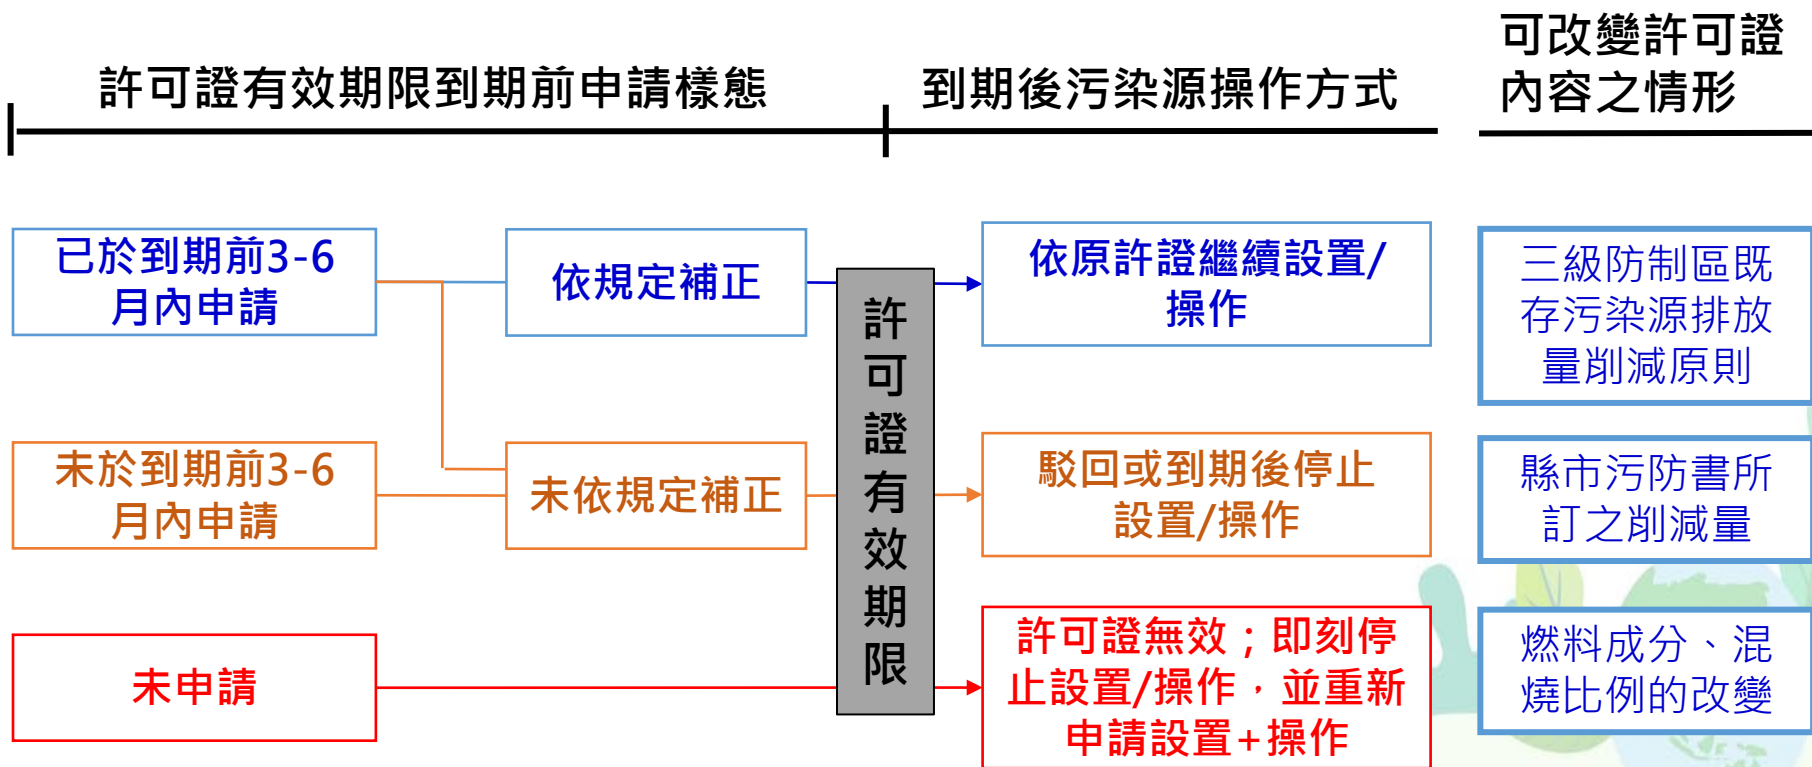 許可證有效期限到期前申請樣態
到期後污染源操作方式
可改變許可證
內容之情形
已於到期前3-6
月內申請
依規定補正
依原許證繼續設置/
操作
三級防制區既
存污染源排放
量削減原則
未於到期前3-6
月內申請
未依規定補正
駁回或到期後停止
設置/操作
縣市污防書所
訂之削減量
許
可
證
有
效
期
限
未申請
許可證無效；即刻停
止設置/操作，並重新
申請設置+操作
燃料成分、混
燒比例的改變